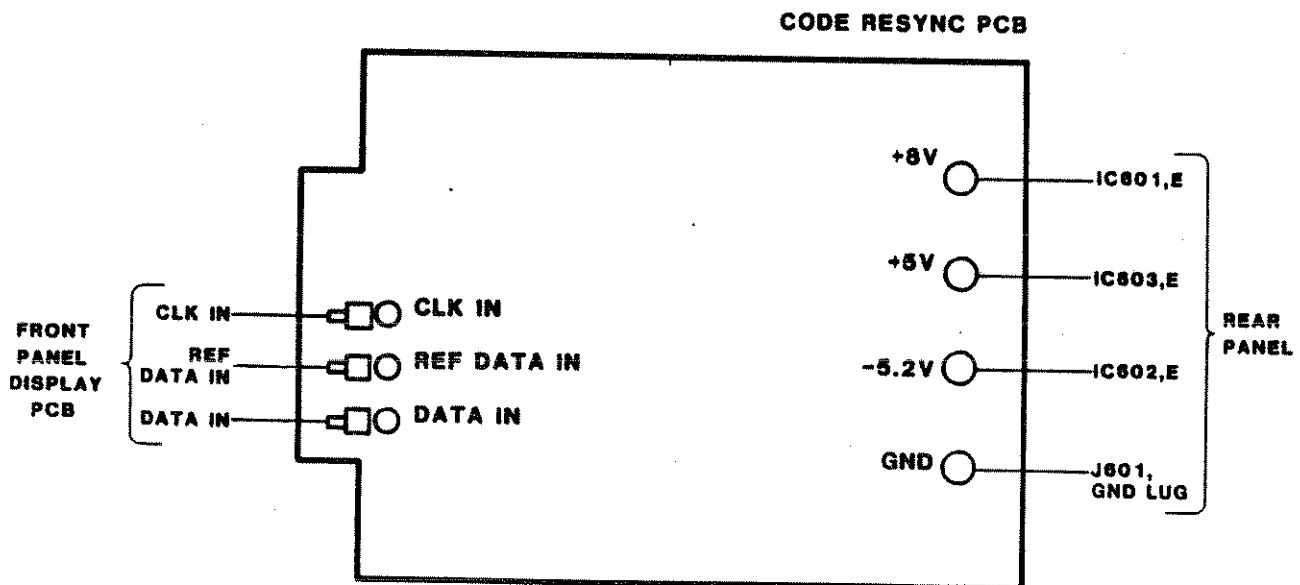 CODE RESYNC PCB
+8V
IC601,E
+5V
IC603,E
REAR
PANEL
-5.2V
IC602,E
GND
J601,
GND LUG
FRONT
PANEL
DISPLAY
PCB
CLK IN
CLK IN
REF
DATA IN
REF DATA IN
DATA IN
DATA IN